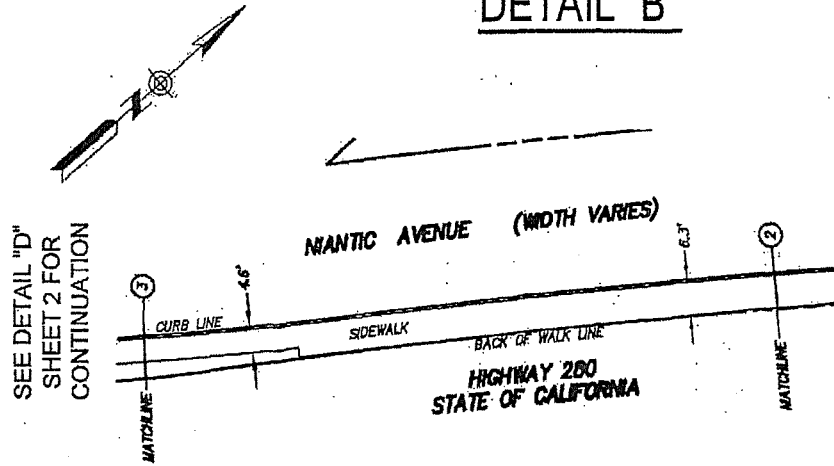 DETAIL "B"
N
NIANTIC AVENUE (WIDTH VARIES)
SEE DETAIL "D"
SHEET 2 FOR
CONTINUATION
3
4.6'
6.3'
2
CURB LINE
SIDEWALK
BACK OF WALK LINE
HIGHWAY 280
STATE OF CALIFORNIA
MATCHLINE
MATCHLINE